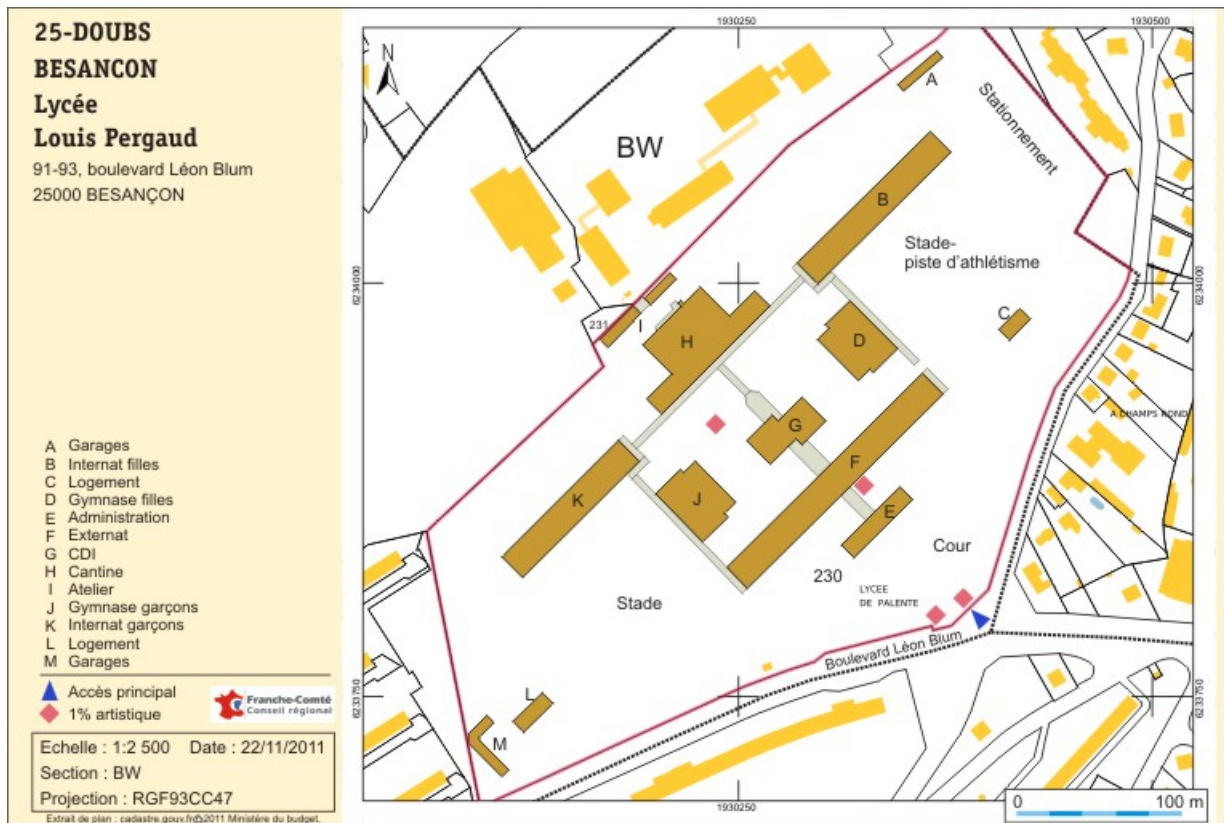 25-DOUBS
BESANCON
Lycée
Louis Pergaud
91-93, boulevard Léon Blum
25000 BESANÇON
A Garages
B Internat filles
C Logement
D Gymnase filles
E Administration
F Externat
G CDI
H Cantine
I Atelier
J Gymnase garçons
K Internat garçons
L Logement
M Garages
Accès principal
1% artistique
Franche-Comté
Conseil régional
Echelle : 1:2 500 Date : 22/11/2011
Section : BW
Projection : RGF93CC47
Extrait de plan : cadastre.gouv.fr©2011 Ministère du budget.
1930250
1930500
N
A
Stationnement
BW
B
Stade-
piste d'athlétisme
6234000
6234000
231
I
H
D
C
A CHAMPS ROND
G
F
K
J
E
Cour
230
LYCEE
DE PALENTE
Stade
Boulevard Léon Blum
L
M
6233750
6233750
1930250
0 100 m